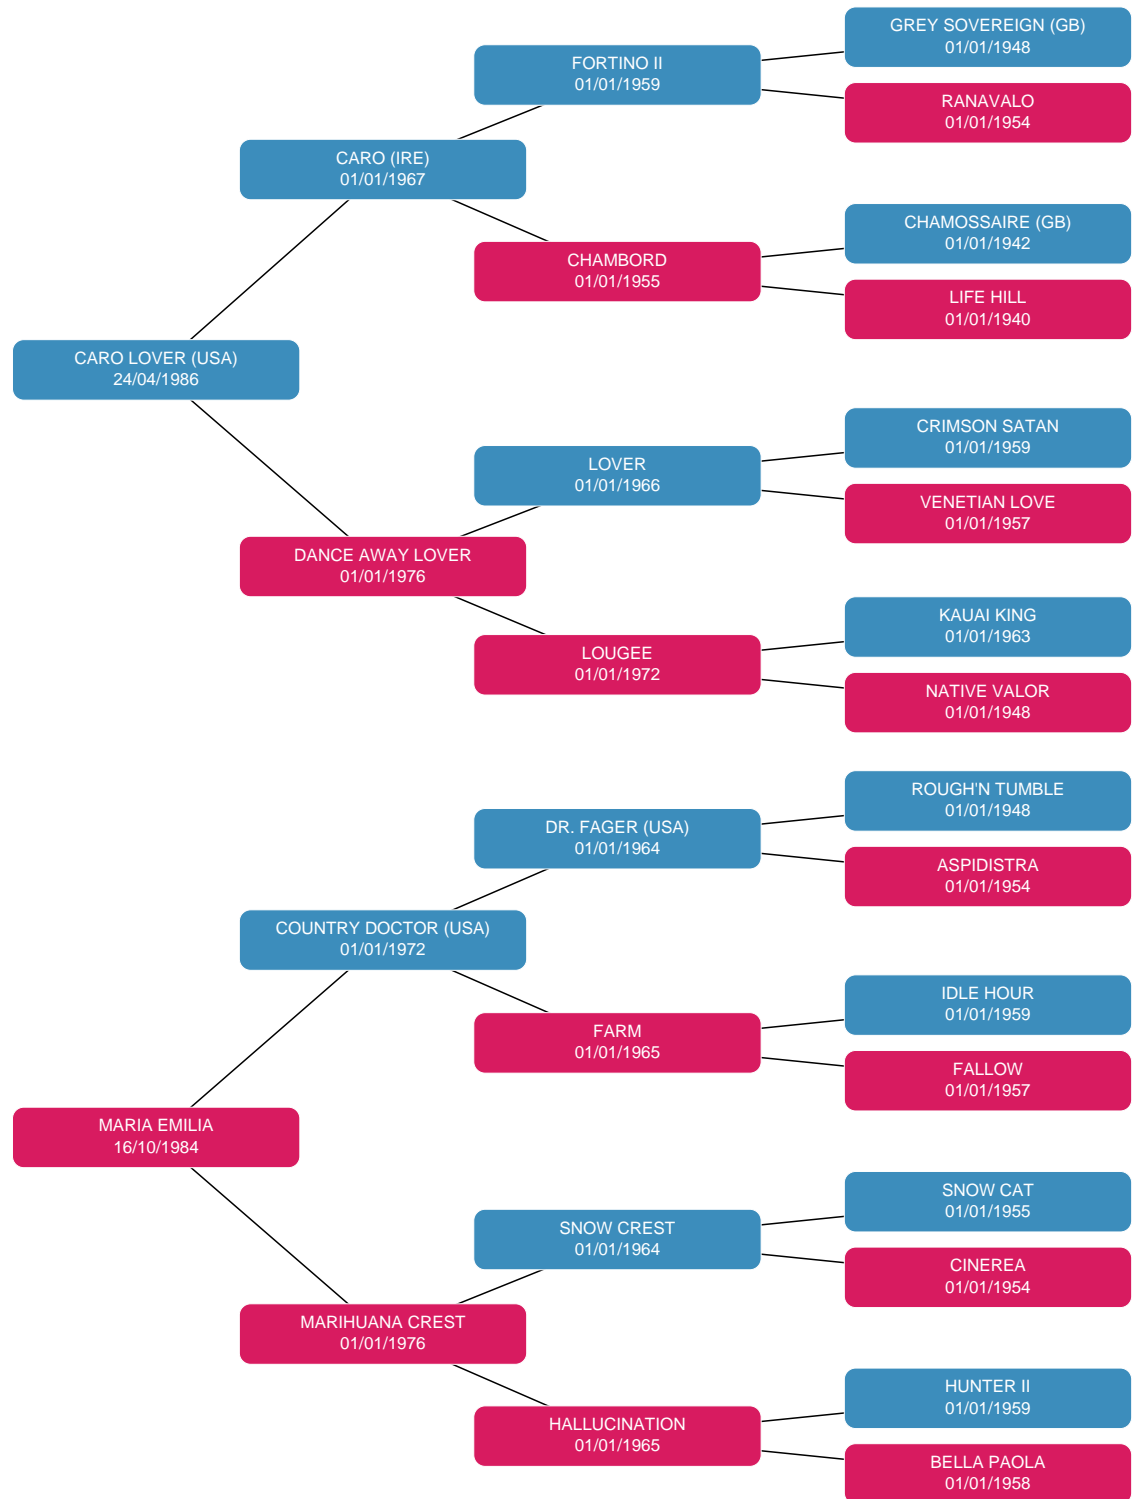 GREY SOVEREIGN (GB)
01/01/1948
FORTINO II
01/01/1959
RANAVALO
01/01/1954
CARO (IRE)
01/01/1967
CHAMOSSAIRE (GB)
01/01/1942
CHAMBORD
01/01/1955
LIFE HILL
01/01/1940
CARO LOVER (USA)
24/04/1986
CRIMSON SATAN
01/01/1959
LOVER
01/01/1966
VENETIAN LOVE
01/01/1957
DANCE AWAY LOVER
01/01/1976
KAUAI KING
01/01/1963
LOUGEE
01/01/1972
NATIVE VALOR
01/01/1948
ROUGH'N TUMBLE
01/01/1948
DR. FAGER (USA)
01/01/1964
ASPIDISTRA
01/01/1954
COUNTRY DOCTOR (USA)
01/01/1972
IDLE HOUR
01/01/1959
FARM
01/01/1965
FALLOW
01/01/1957
MARIA EMILIA
16/10/1984
SNOW CAT
01/01/1955
SNOW CREST
01/01/1964
CINEREA
01/01/1954
MARIHUANA CREST
01/01/1976
HUNTER II
01/01/1959
HALLUCINATION
01/01/1965
BELLA PAOLA
01/01/1958